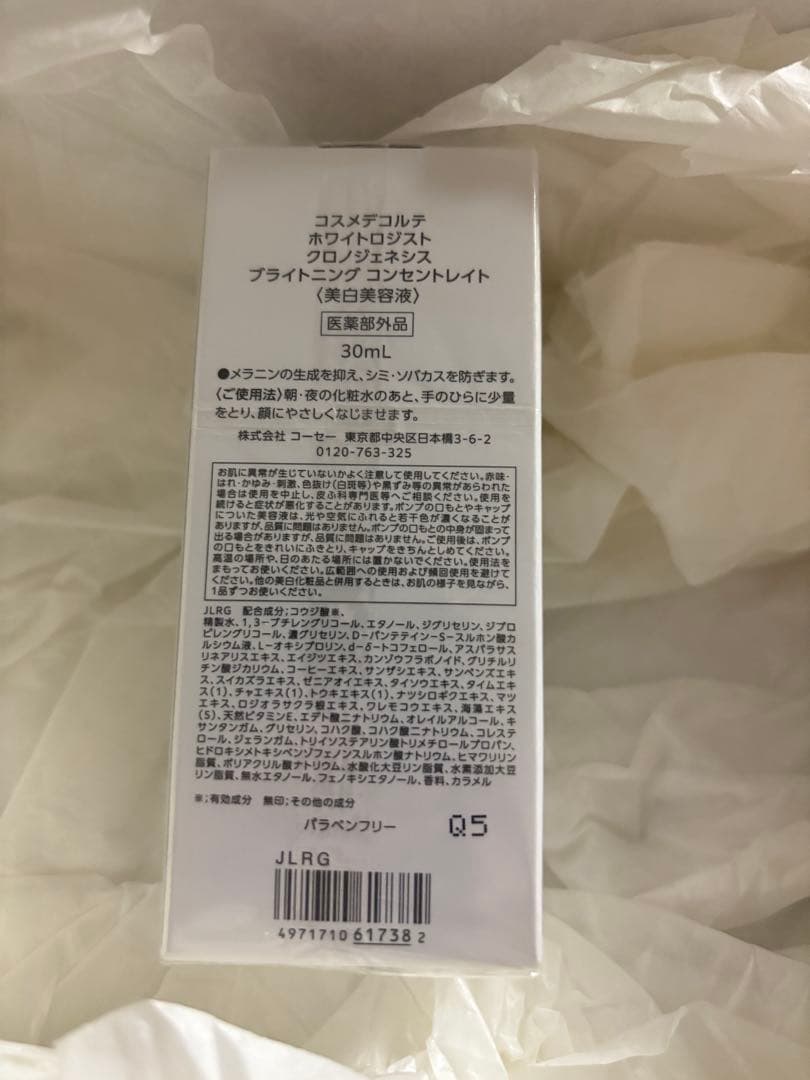 コスメデコルテ
ホワイトロジスト
クロノジェネシス
ブライトニング コンセントレイト
〈美白美容液〉
医薬部外品
30mL
●メラニンの生成を抑え、シミ・ソバカスを防ぎます。
〈ご使用法〉朝・夜の化粧水のあと、手のひらに少量
をとり、顔にやさしくなじませます。
株式会社 コーセー 東京都中央区日本橋3-6-2
0120-763-325
お肌に異常が生じていないかよく注意して使用してください。赤味・
はれ・かゆみ・刺激、色抜け(白斑等)や黒ずみ等の異常があらわれた
場合は使用を中止し、皮ふ科専門医等へご相談ください。使用を
続けると症状が悪化することがあります。ポンプの口もとやキャップ
についた美容液は、光や空気にふれると若干色が濃くなることが
ありますが、品質に問題はありません。ポンプの口もとの中身が固まって
出る場合がありますが、品質に問題はありません。ご使用後は、ポンプ
の口もとをきれいにふきとり、キャップをきちんとしめてください。
高温の場所や、日のあたる場所には置かないでください。使用法を
まもってお使いください。広範囲への使用および頻回使用を避けて
ください。他の美白化粧品と併用するときは、お肌の様子を見ながら、
1品ずつお使いください。
JLRG 配合成分;コウジ酸※、
精製水、1,3-ブチレングリコール、エタノール、ジグリセリン、ジプロ
ピレングリコール、濃グリセリン、D-パンテテイン-S-スルホン酸カ
ルシウム液、L-オキシプロリン、d-δ-トコフェロール、アスパラサス
リネアリスエキス、エイジツエキス、カンゾウフラボノイド、グリチルリ
チン酸ジカリウム、コーヒーエキス、サンザシエキス、サンペンズエキ
ス、スイカズラエキス、ゼニアオイエキス、タイソウエキス、タイムエキ
ス(1)、チャエキス(1)、トウキエキス(1)、ナツシロギクエキス、マツ
エキス、ロジオラサクラ根エキス、ワレモコウエキス、海藻エキス
(5)、天然ビタミンE、エデト酸二ナトリウム、オレイルアルコール、キ
サンタンガム、グリセリン、コハク酸、コハク酸二ナトリウム、コレステ
ロール、ジェランガム、トリイソステアリン酸トリメチロールプロパン、
ヒドロキシメトキシベンゾフェノンスルホン酸ナトリウム、ヒマワリリン
脂質、ポリアクリル酸ナトリウム、水酸化大豆リン脂質、水素添加大豆
リン脂質、無水エタノール、フェノキシエタノール、香料、カラメル
※;有効成分 無印;その他の成分
パラベンフリー
Q5
JLRG
4971710 61738 2